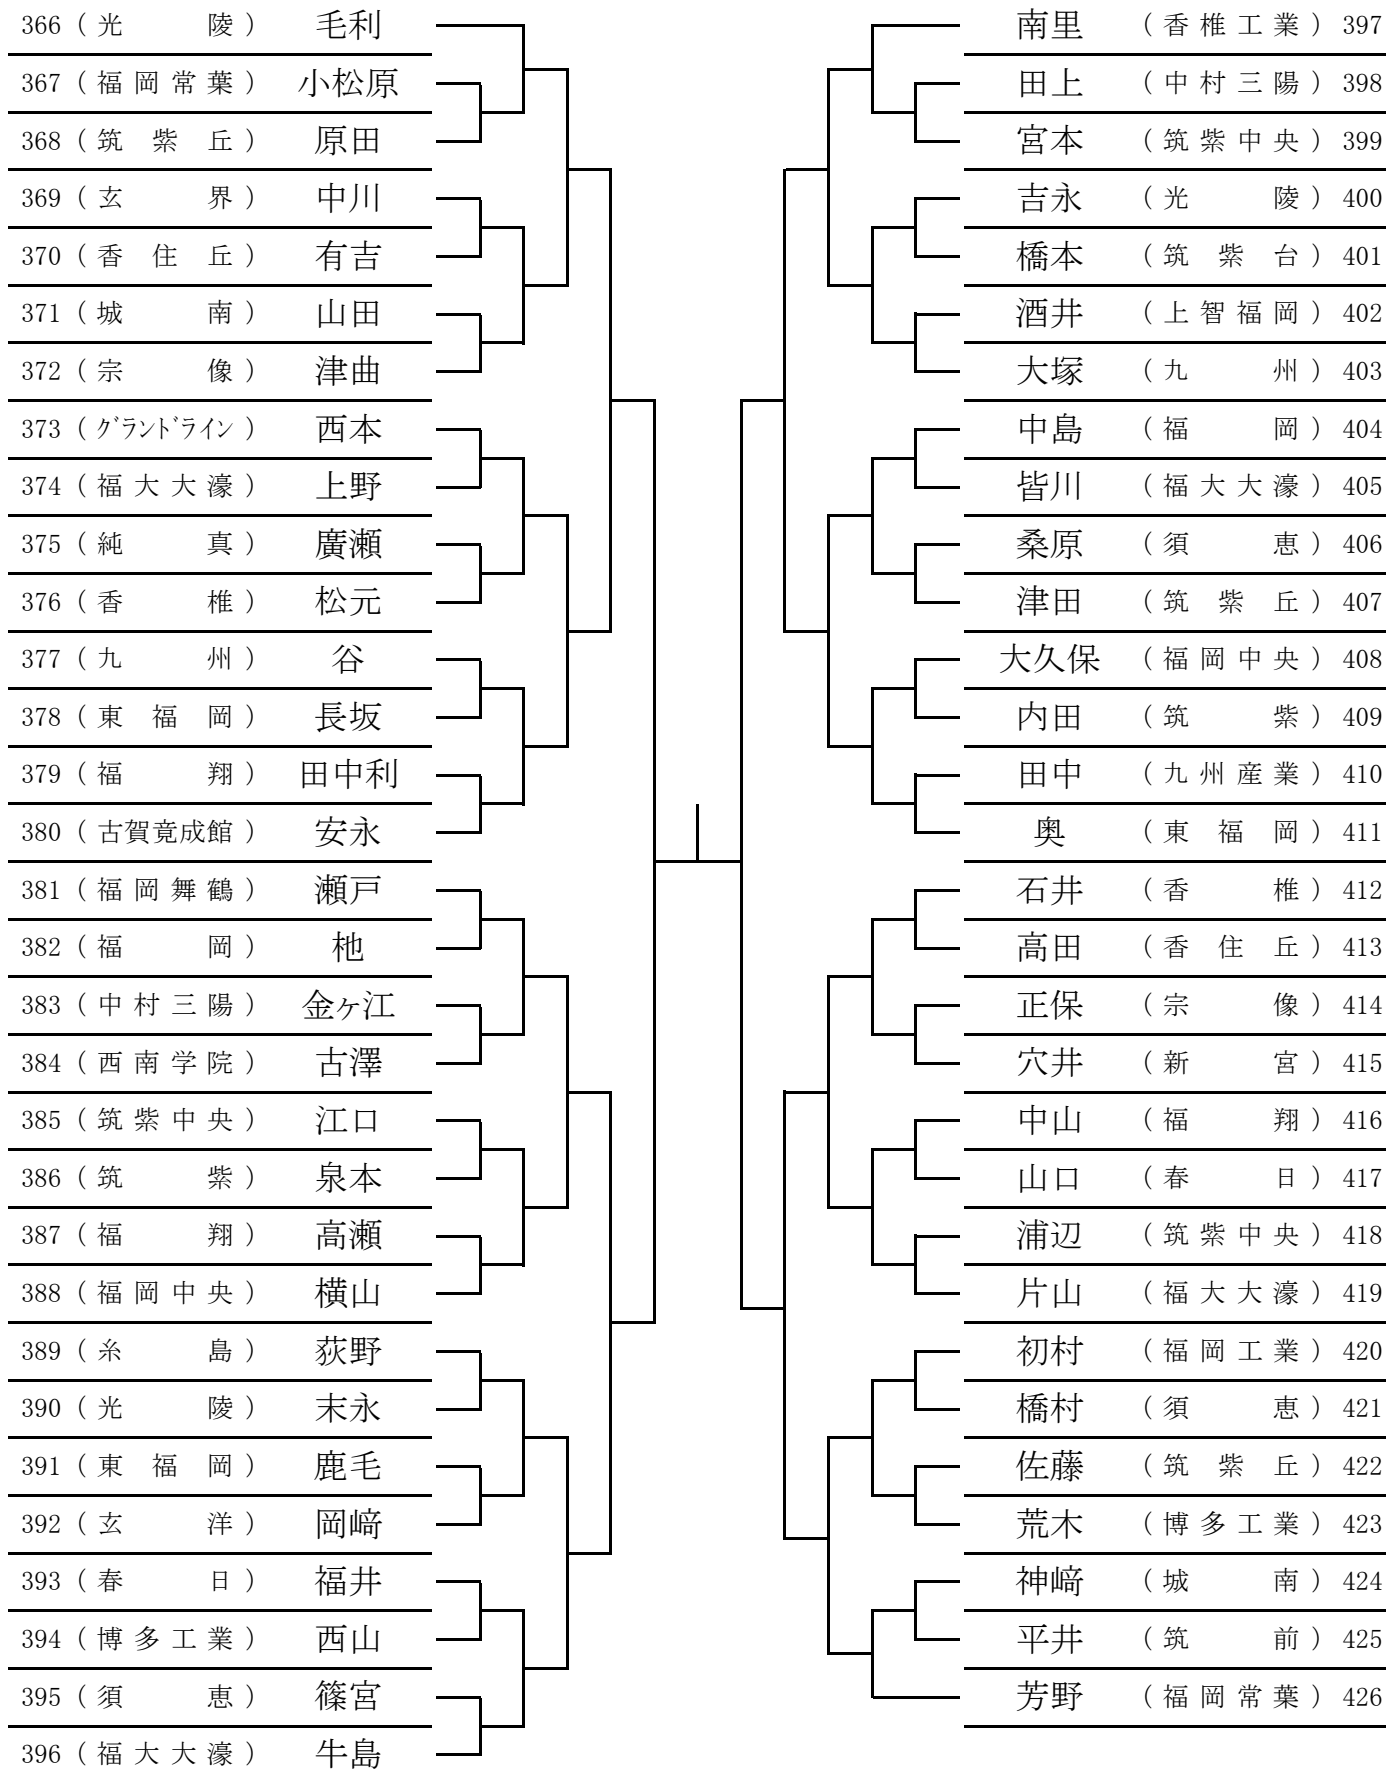 366 （ 光 陵 ） 毛利
367 （ 福 岡 常 葉 ） 小松原
368 （ 筑 紫 丘 ） 原田
369 （ 玄 界 ） 中川
370 （ 香 住 丘 ） 有吉
371 （ 城 南 ） 山田
372 （ 宗 像 ） 津曲
373 （ ｸﾞﾗﾝﾄﾞﾗｲﾝ ） 西本
374 （ 福 大 大 濠 ） 上野
375 （ 純 真 ） 廣瀬
376 （ 香 椎 ） 松元
377 （ 九 州 ） 谷
378 （ 東 福 岡 ） 長坂
379 （ 福 翔 ） 田中利
380 （ 古賀竟成館 ） 安永
381 （ 福 岡 舞 鶴 ） 瀬戸
382 （ 福 岡 ） 杝
383 （ 中 村 三 陽 ） 金ヶ江
384 （ 西 南 学 院 ） 古澤
385 （ 筑 紫 中 央 ） 江口
386 （ 筑 紫 ） 泉本
387 （ 福 翔 ） 高瀬
388 （ 福 岡 中 央 ） 横山
389 （ 糸 島 ） 荻野
390 （ 光 陵 ） 末永
391 （ 東 福 岡 ） 鹿毛
392 （ 玄 洋 ） 岡﨑
393 （ 春 日 ） 福井
394 （ 博 多 工 業 ） 西山
395 （ 須 恵 ） 篠宮
396 （ 福 大 大 濠 ） 牛島
南里 （ 香 椎 工 業 ） 397
田上 （ 中 村 三 陽 ） 398
宮本 （ 筑 紫 中 央 ） 399
吉永 （ 光 陵 ） 400
橋本 （ 筑 紫 台 ） 401
酒井 （ 上 智 福 岡 ） 402
大塚 （ 九 州 ） 403
中島 （ 福 岡 ） 404
皆川 （ 福 大 大 濠 ） 405
桑原 （ 須 恵 ） 406
津田 （ 筑 紫 丘 ） 407
大久保 （ 福 岡 中 央 ） 408
内田 （ 筑 紫 ） 409
田中 （ 九 州 産 業 ） 410
奥 （ 東 福 岡 ） 411
石井 （ 香 椎 ） 412
高田 （ 香 住 丘 ） 413
正保 （ 宗 像 ） 414
穴井 （ 新 宮 ） 415
中山 （ 福 翔 ） 416
山口 （ 春 日 ） 417
浦辺 （ 筑 紫 中 央 ） 418
片山 （ 福 大 大 濠 ） 419
初村 （ 福 岡 工 業 ） 420
橋村 （ 須 恵 ） 421
佐藤 （ 筑 紫 丘 ） 422
荒木 （ 博 多 工 業 ） 423
神﨑 （ 城 南 ） 424
平井 （ 筑 前 ） 425
芳野 （ 福 岡 常 葉 ） 426